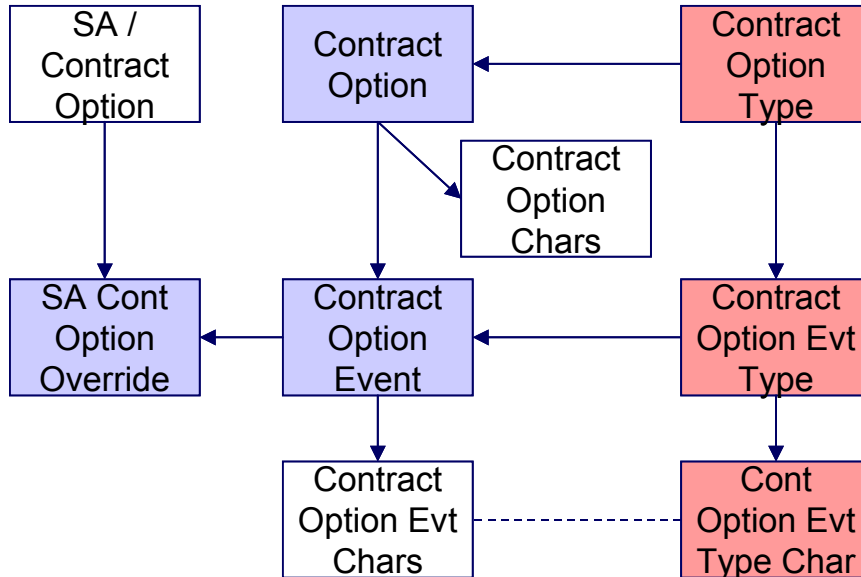 SA /
Contract
Option
Contract
Option
Contract
Option
Type
Contract
Option
Chars
SA Cont
Option
Override
Contract
Option
Event
Contract
Option Evt
Type
Contract
Option Evt
Chars
Cont
Option Evt
Type Char